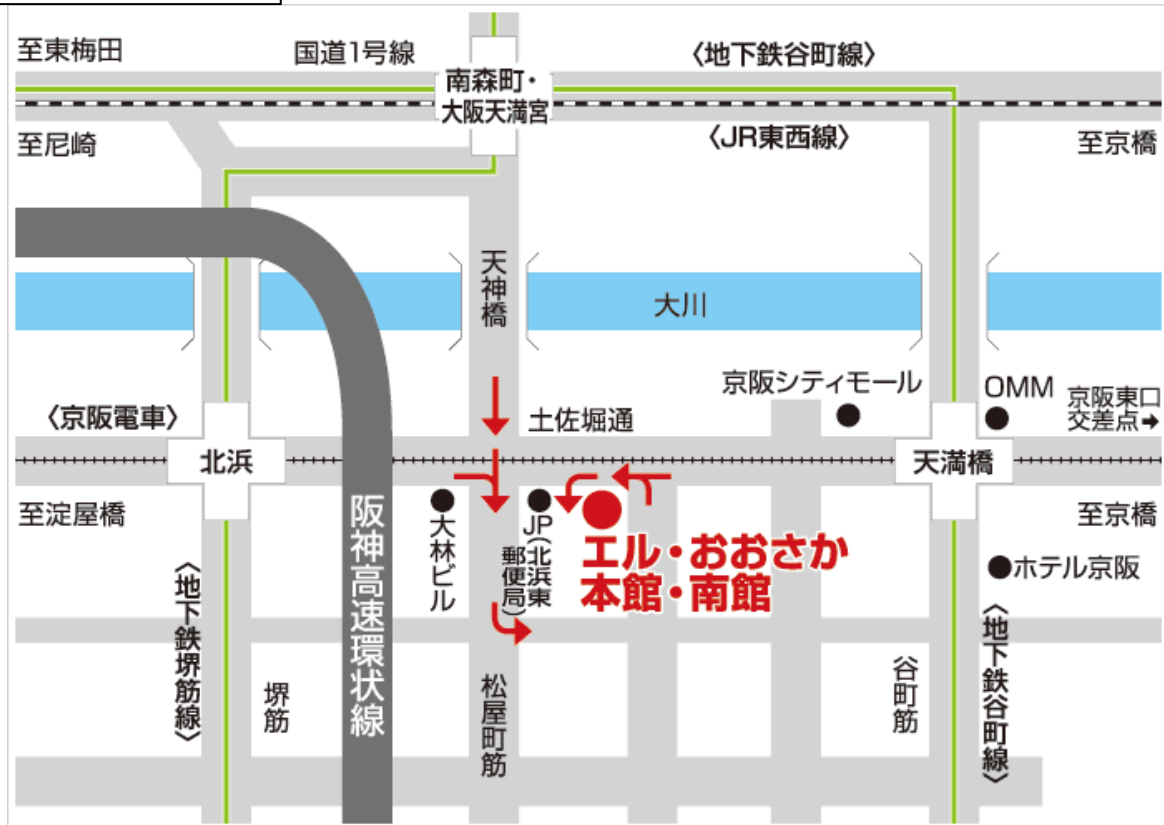 至東梅田
国道1号線
〈地下鉄谷町線〉
南森町・
大阪天満宮
至尼崎
〈JR東西線〉
至京橋
天神橋
大川
京阪シティモール
OMM
京阪東口
交差点➡
〈京阪電車〉
土佐堀通
北浜
天満橋
至淀屋橋
阪神高速環状線
大林ビル
JP(北浜東
郵便局)
エル・おおさか
本館・南館
至京橋
ホテル京阪
〈地下鉄堺筋線〉
堺筋
松屋町筋
谷町筋
〈地下鉄谷町線〉